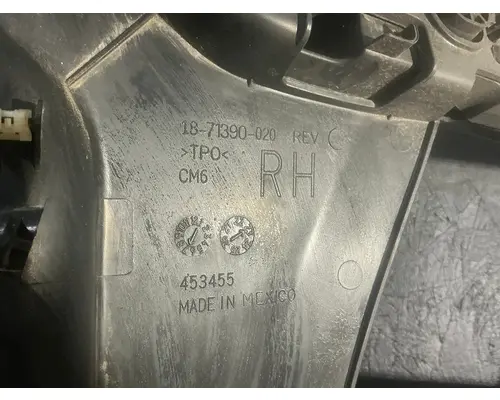 18-71390-020 REV C
>TPO<
CM6 RH
453455
MADE IN MEXICO